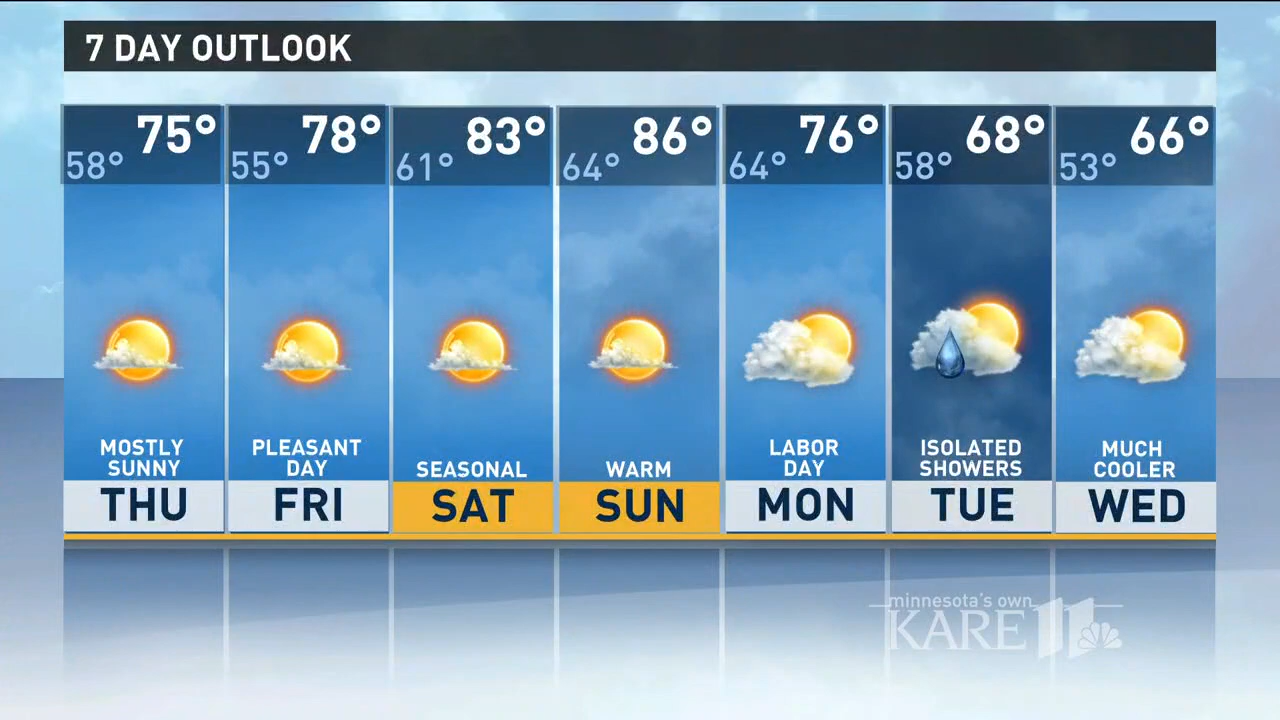 7 DAY OUTLOOK
75° 78° 83° 86° 76° 68° 66°
58° 55° 61° 64° 64° 58° 53°
MOSTLY
SUNNY
PLEASANT
DAY
SEASONAL
WARM
LABOR
DAY
ISOLATED
SHOWERS
MUCH
COOLER
THU FRI SAT SUN MON TUE WED
minnesota's own
KARE 11